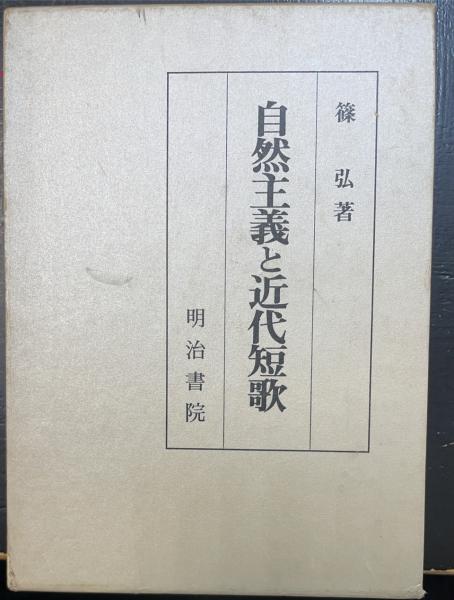 篠 弘著
自然主義と近代短歌
明治書院